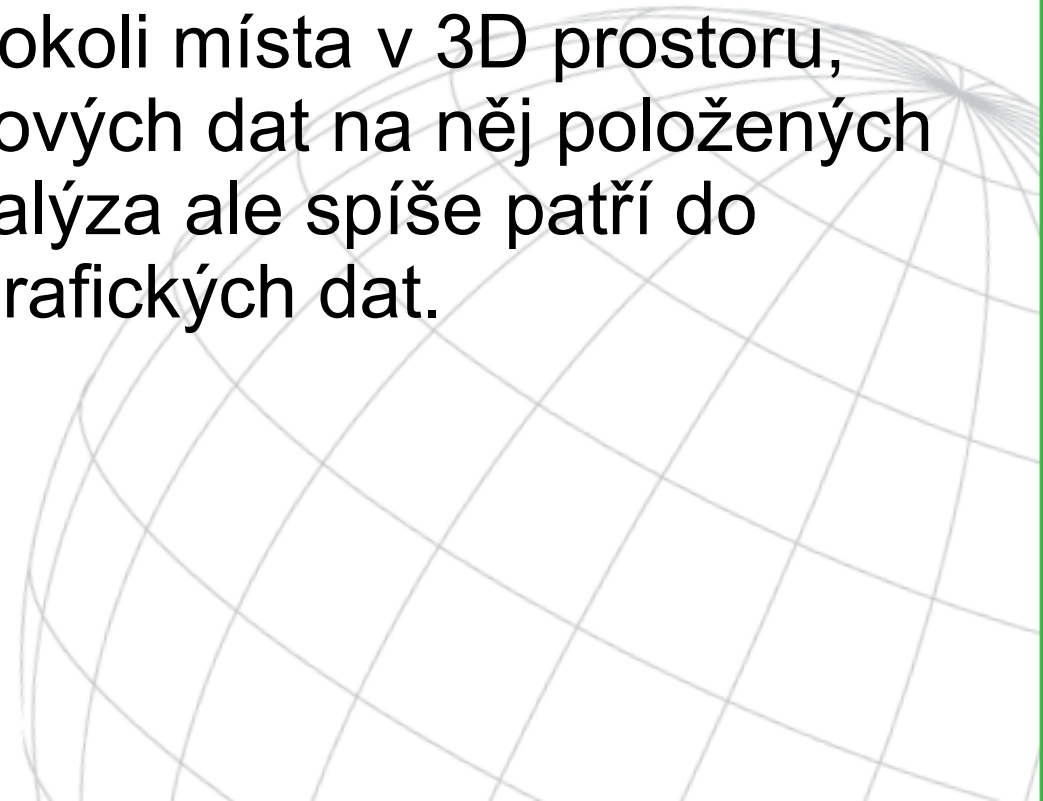 okoli místa v 3D prostoru,
ových dat na něj položených
alýza ale spíše patří do
rafických dat.